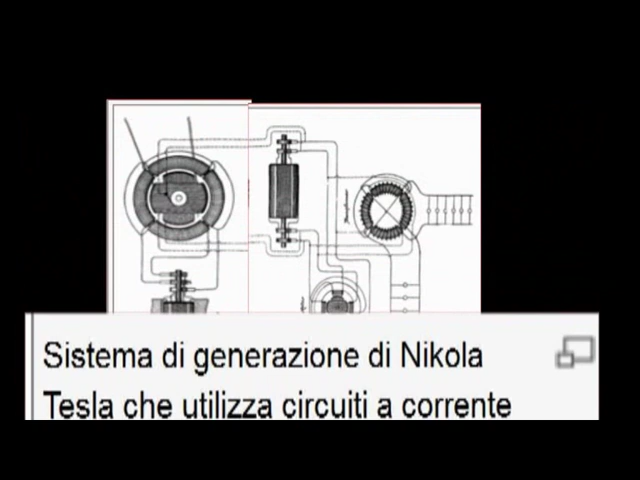 Sistema di generazione di Nikola
Tesla che utilizza circuiti a corrente